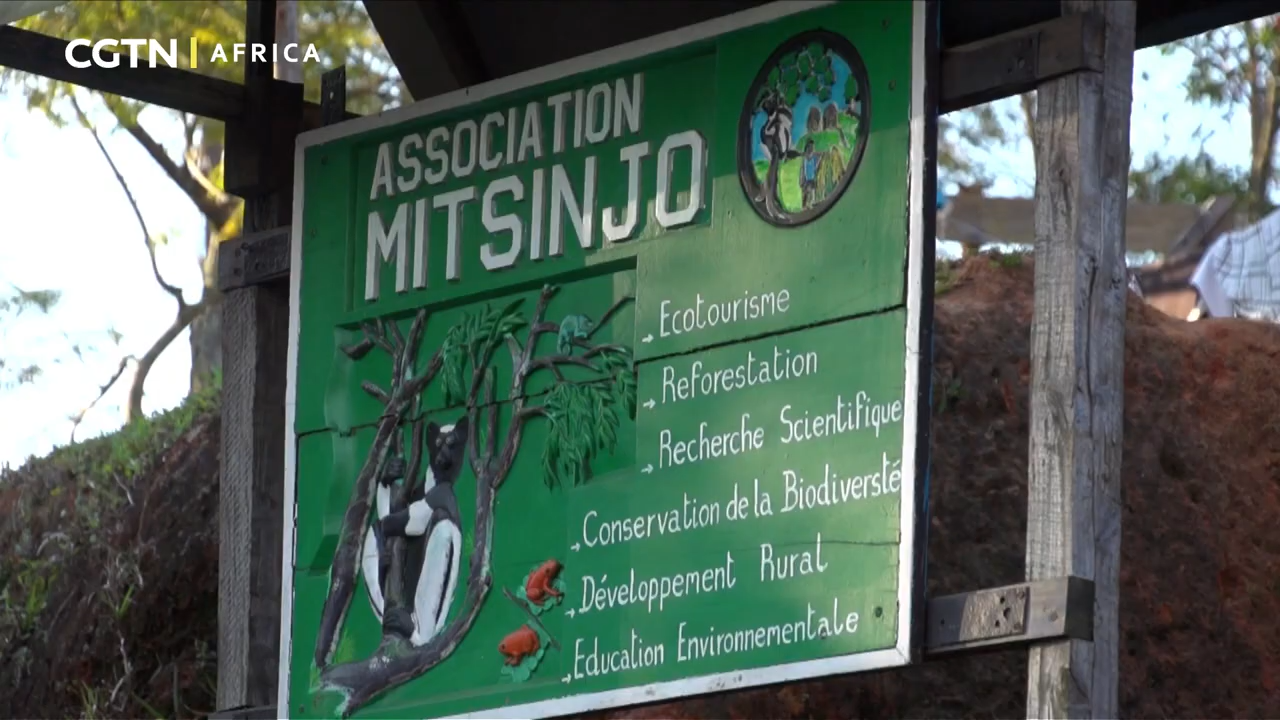 CGTN | AFRICA
ASSOCIATION
MITSINJO
→ Ecotourisme
→ Reforestation
→ Recherche Scientifique
→ Conservation de la Biodiversté
→ Développement Rural
→ Education Environnementale